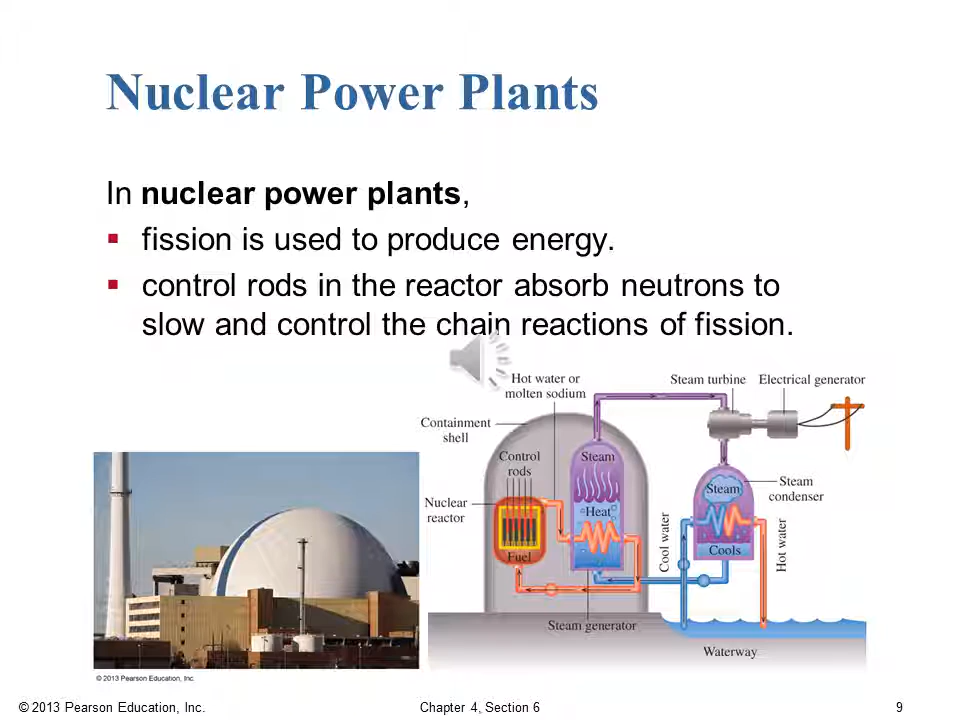 Nuclear Power Plants
In nuclear power plants,
fission is used to produce energy.
control rods in the reactor absorb neutrons to
slow and control the chain reactions of fission.
Hot water or
molten sodium
Steam turbine
Electrical generator
Containment
shell
Control
rods
Steam
Nuclear
reactor
Heat
Fuel
Steam
Steam
condenser
Cool water
Hot water
Cools
Steam generator
Waterway
© 2013 Pearson Education, Inc.
© 2013 Pearson Education, Inc.
Chapter 4, Section 6
9